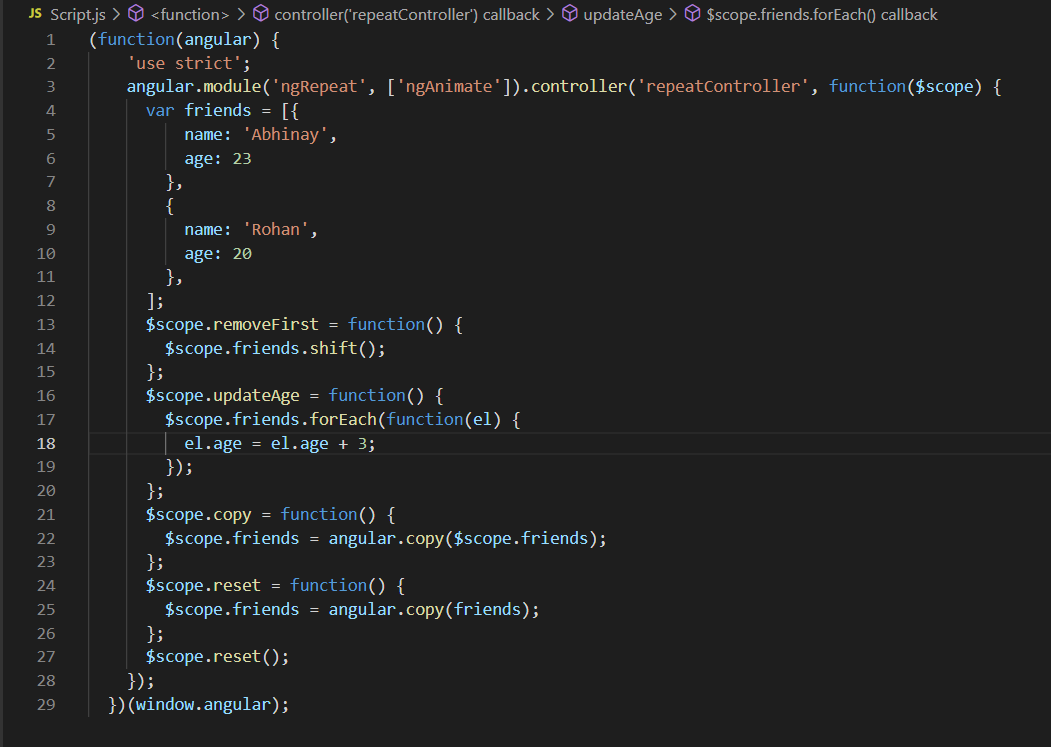 JS Script.js > <function> > controller('repeatController') callback > updateAge > $scope.friends.forEach() callback
1 (function(angular) {
2 'use strict';
3 angular.module('ngRepeat', ['ngAnimate']).controller('repeatController', function($scope) {
4 var friends = [{
5 name: 'Abhinay',
6 age: 23
7 },
8 {
9 name: 'Rohan',
10 age: 20
11 },
12 ];
13 $scope.removeFirst = function() {
14 $scope.friends.shift();
15 };
16 $scope.updateAge = function() {
17 $scope.friends.forEach(function(el) {
18 el.age = el.age + 3;
19 });
20 };
21 $scope.copy = function() {
22 $scope.friends = angular.copy($scope.friends);
23 };
24 $scope.reset = function() {
25 $scope.friends = angular.copy(friends);
26 };
27 $scope.reset();
28 });
29 })(window.angular);